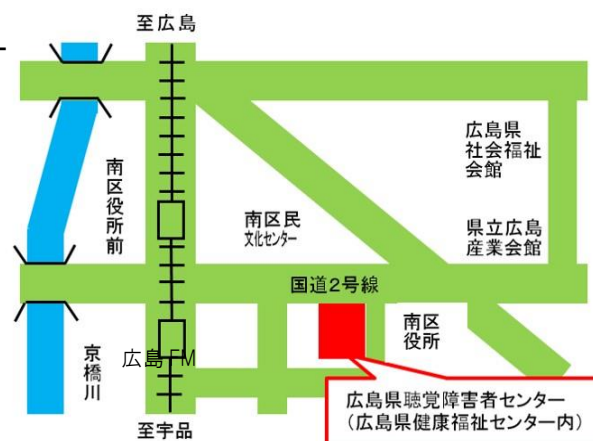 至広島
広島県
社会福祉
会館
南区役所前
南区民
文化センター
県立広島
産業会館
国道2号線
南区
役所
京橋川
広島FM
広島県聴覚障害者センター
(広島県健康福祉センター内)
至宇品